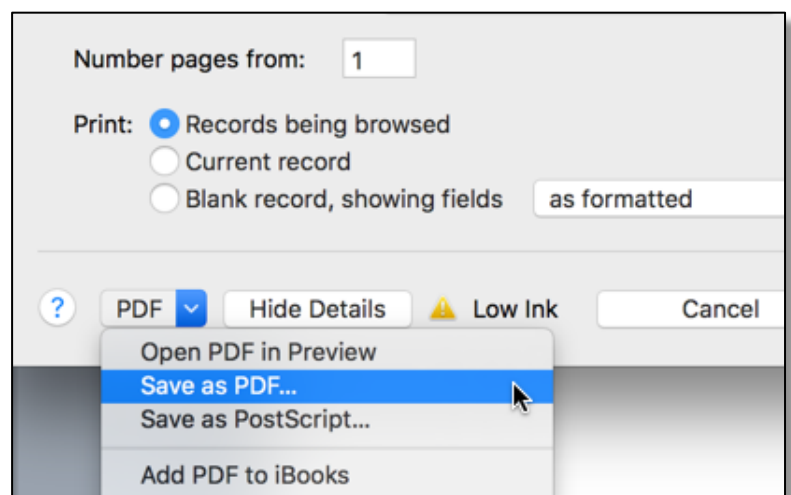 Number pages from: 1
Print: Records being browsed
Current record
Blank record, showing fields as formatted
? PDF Hide Details Low Ink Cancel
Open PDF in Preview
Save as PDF...
Save as PostScript...
Add PDF to iBooks